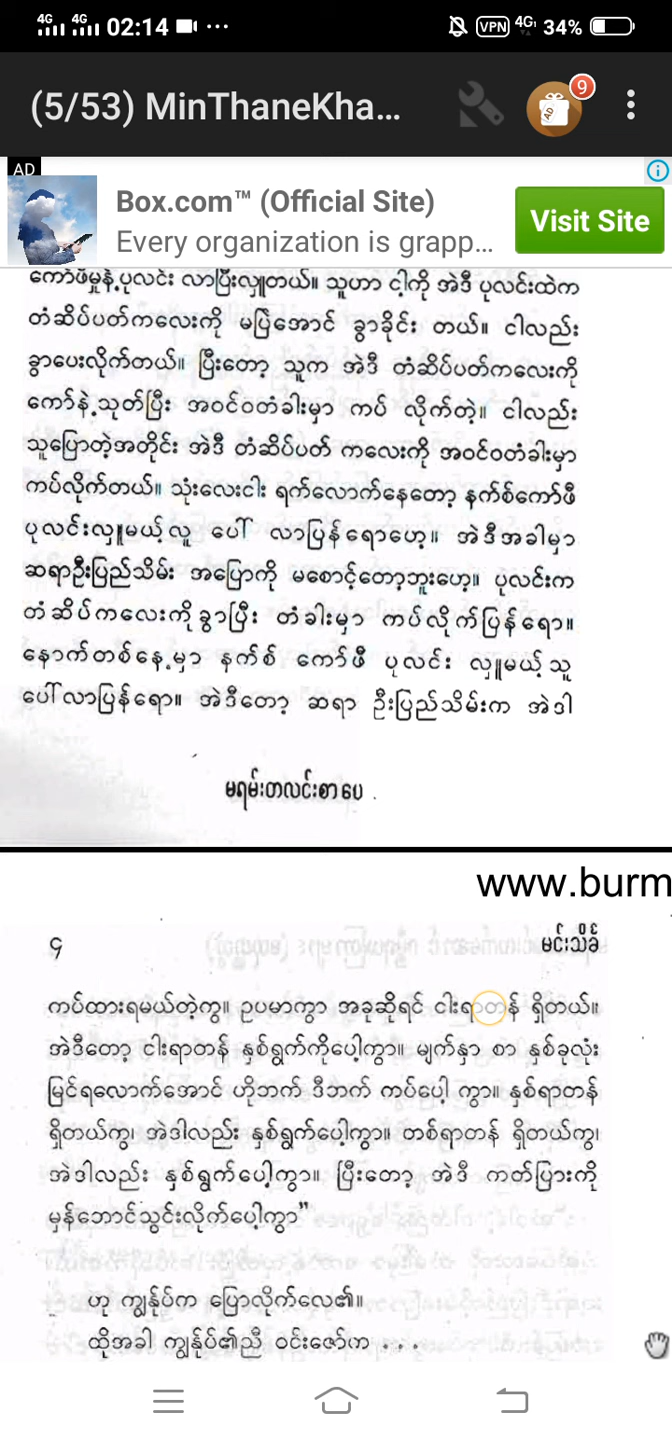 4G 4G 02:14 ... VPN 4G 34%
(5/53) MinThaneKha... 9
AD
Box.com™ (Official Site)
Every organization is grapp...
Visit Site
ကော်ဖီမှုန့်ပုလင်း လာပြီးလှူတယ်။ သူဟာ ငါ့ကို အဲဒီ ပုလင်းထဲက
တံဆိပ်ပတ်ကလေးကို မပြဲအောင် ခွာခိုင်း တယ်။ ငါလည်း
ခွာပေးလိုက်တယ်။ ပြီးတော့ သူက အဲဒီ တံဆိပ်ပတ်ကလေးကို
ကော်နဲ့သုတ်ပြီး အဝင်ဝတံခါးမှာ ကပ် လိုက်တဲ့။ ငါလည်း
သူပြောတဲ့အတိုင်း အဲဒီ တံဆိပ်ပတ် ကလေးကို အဝင်ဝတံခါးမှာ
ကပ်လိုက်တယ်။ သုံးလေးငါး ရက်လောက်နေတော့ နက်စ်ကော်ဖီ
ပုလင်းလှူမယ့်လူ ပေါ် လာပြန်ရောဟေ့။ အဲဒီအခါမှာ
ဆရာဦးပြည်သိမ်း အပြောကို မစောင့်တော့ဘူးဟေ့။ ပုလင်းက
တံဆိပ်ကလေးကိုခွာပြီး တံခါးမှာ ကပ်လိုက်ပြန်ရော။
နောက်တစ်နေ့မှာ နက်စ် ကော်ဖီ ပုလင်း လှူမယ့်သူ
ပေါ်လာပြန်ရော။ အဲဒီတော့ ဆရာ ဦးပြည်သိမ်းက အဲဒါ
မရမ်းတလင်းစာပေ
www.burm
၄ မင်းသိင်္ခ
ကပ်ထားရမယ်တဲ့ကွ။ ဥပမာကွာ အခုဆိုရင် ငါးရာတန် ရှိတယ်။
အဲဒီတော့ ငါးရာတန် နှစ်ရွက်ကိုပေါ့ကွာ။ မျက်နှာ စာ နှစ်ခုလုံး
မြင်ရလောက်အောင် ဟိုဘက် ဒီဘက် ကပ်ပေါ့ ကွာ။ နှစ်ရာတန်
ရှိတယ်ကွ၊ အဲဒါလည်း နှစ်ရွက်ပေါ့ကွာ။ တစ်ရာတန် ရှိတယ်ကွ၊
အဲဒါလည်း နှစ်ရွက်ပေါ့ကွာ။ ပြီးတော့ အဲဒီ ကတ်ပြားကို
မှန်ဘောင်သွင်းလိုက်ပေါ့ကွာ”
ဟု ကျွန်ုပ်က ပြောလိုက်လေ၏။
ထိုအခါ ကျွန်ုပ်၏ညီ ဝင်းဇော်က . . .